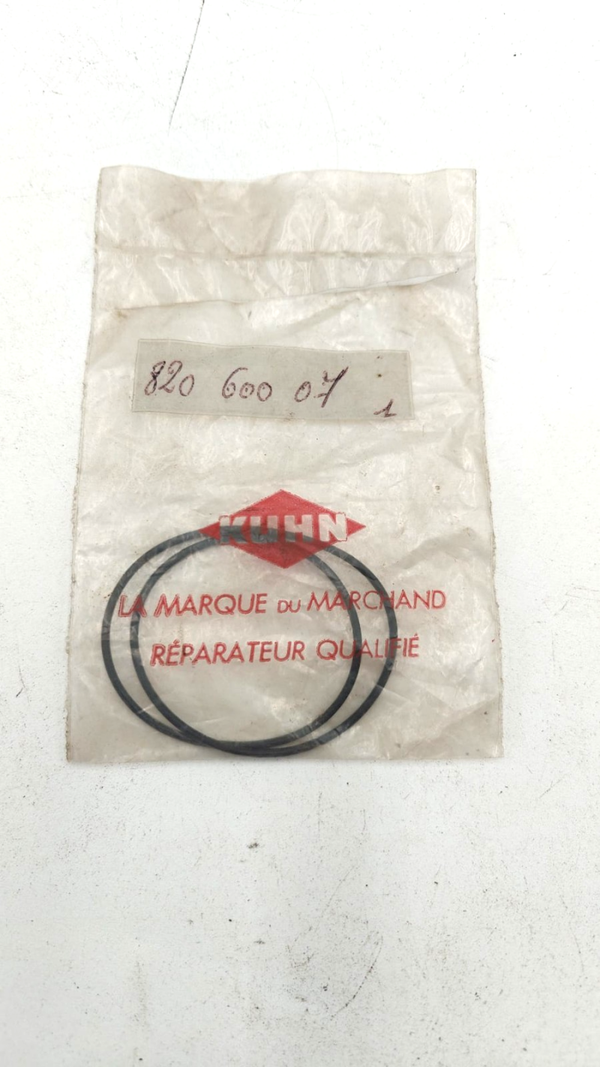 820 600 07 1
KUHN
LA MARQUE DU MARCHAND
RÉPARATEUR QUALIFIÉ